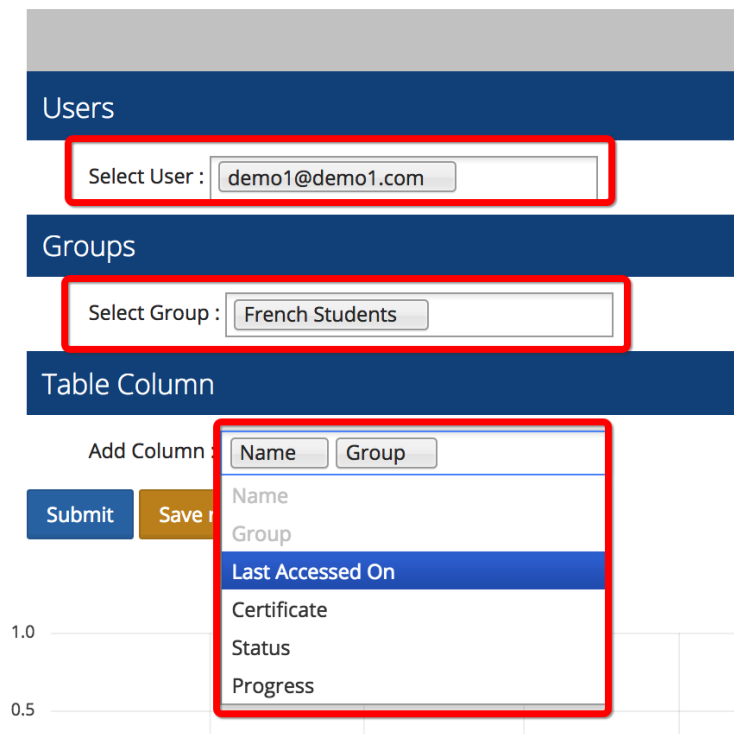 Users
Select User : demo1@demo1.com
Groups
Select Group : French Students
Table Column
Add Column : Name Group
Name
Group
Last Accessed On
Certificate
Status
Progress
Submit
Save
1.0
0.5